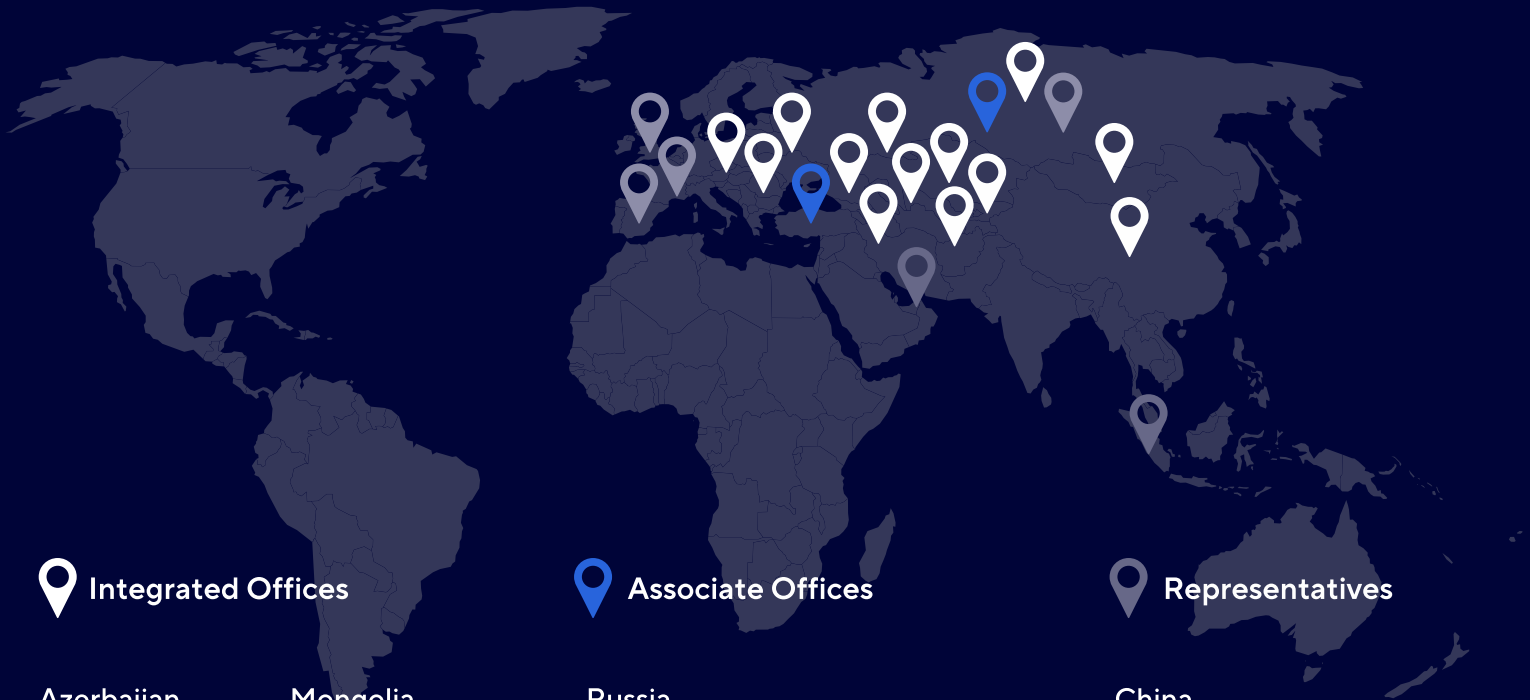 Integrated Offices
Associate Offices
Representatives
Azerbaijan
Mongolia
Russia
China